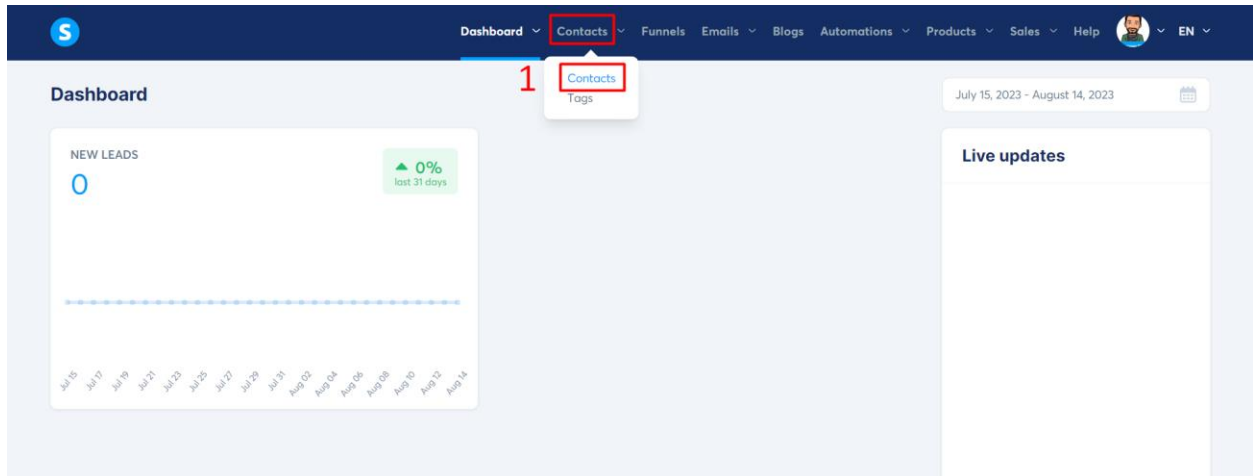 S
Dashboard Contacts Funnels Emails Blogs Automations Products Sales Help EN
1
Contacts
Tags
Dashboard
July 15, 2023 - August 14, 2023
NEW LEADS
0
0%
last 31 days
Jul 15 Jul 17 Jul 19 Jul 21 Jul 23 Jul 25 Jul 27 Jul 29 Jul 31 Aug 02 Aug 04 Aug 06 Aug 08 Aug 10 Aug 12 Aug 14
Live updates